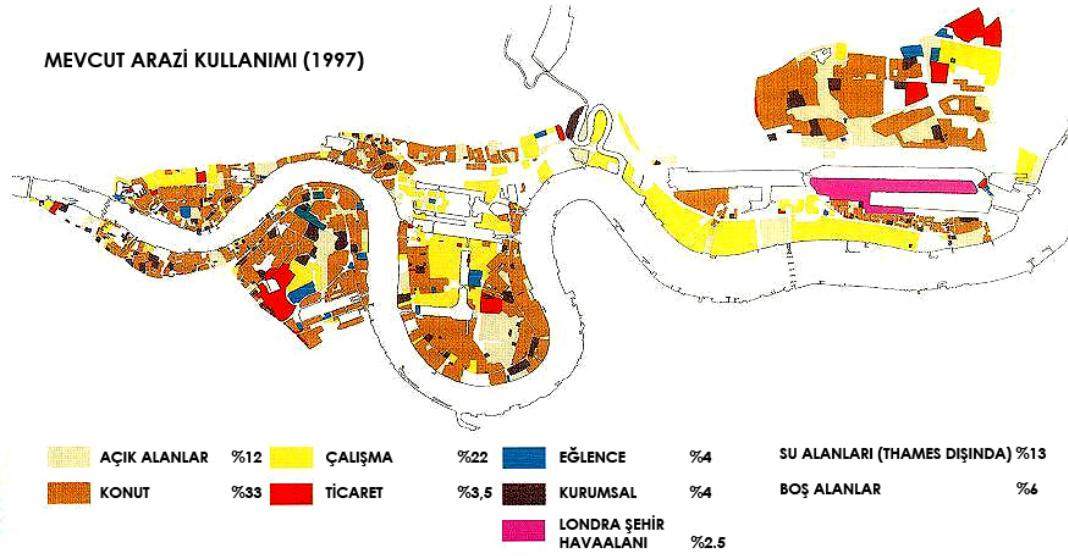 MEVCUT ARAZİ KULLANIMI (1997)
AÇIK ALANLAR %12 ÇALIŞMA %22 EĞLENCE %4 SU ALANLARI (THAMES DIŞINDA) %13
KONUT %33 TİCARET %3,5 KURUMSAL %4 BOŞ ALANLAR %6
LONDRA ŞEHİR
HAVAALANI %2.5